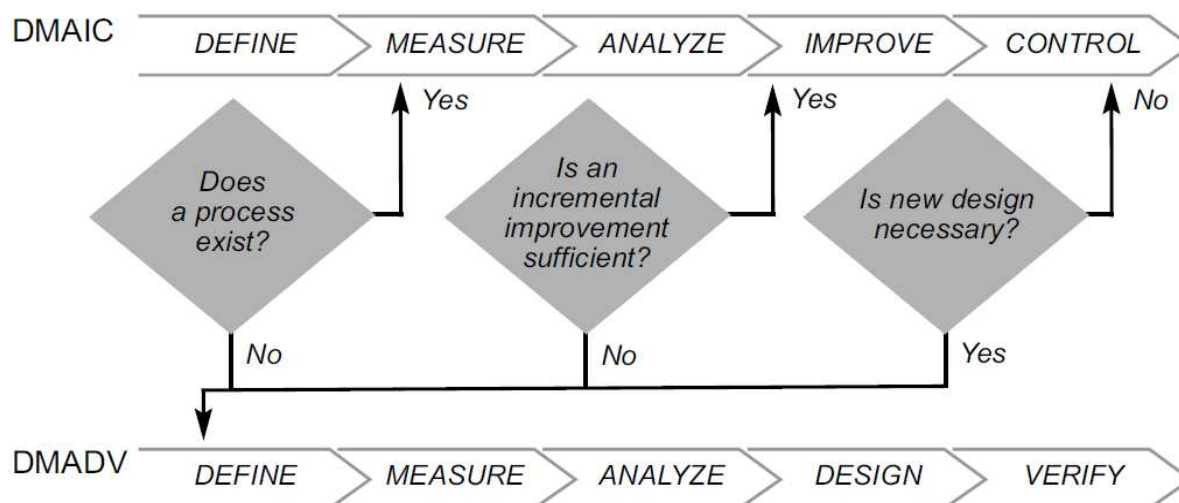 DMAIC
DEFINE
MEASURE
ANALYZE
IMPROVE
CONTROL
Yes
Yes
No
Does
a process
exist?
Is an
incremental
improvement
sufficient?
Is new design
necessary?
No
No
Yes
DMADV
DEFINE
MEASURE
ANALYZE
DESIGN
VERIFY